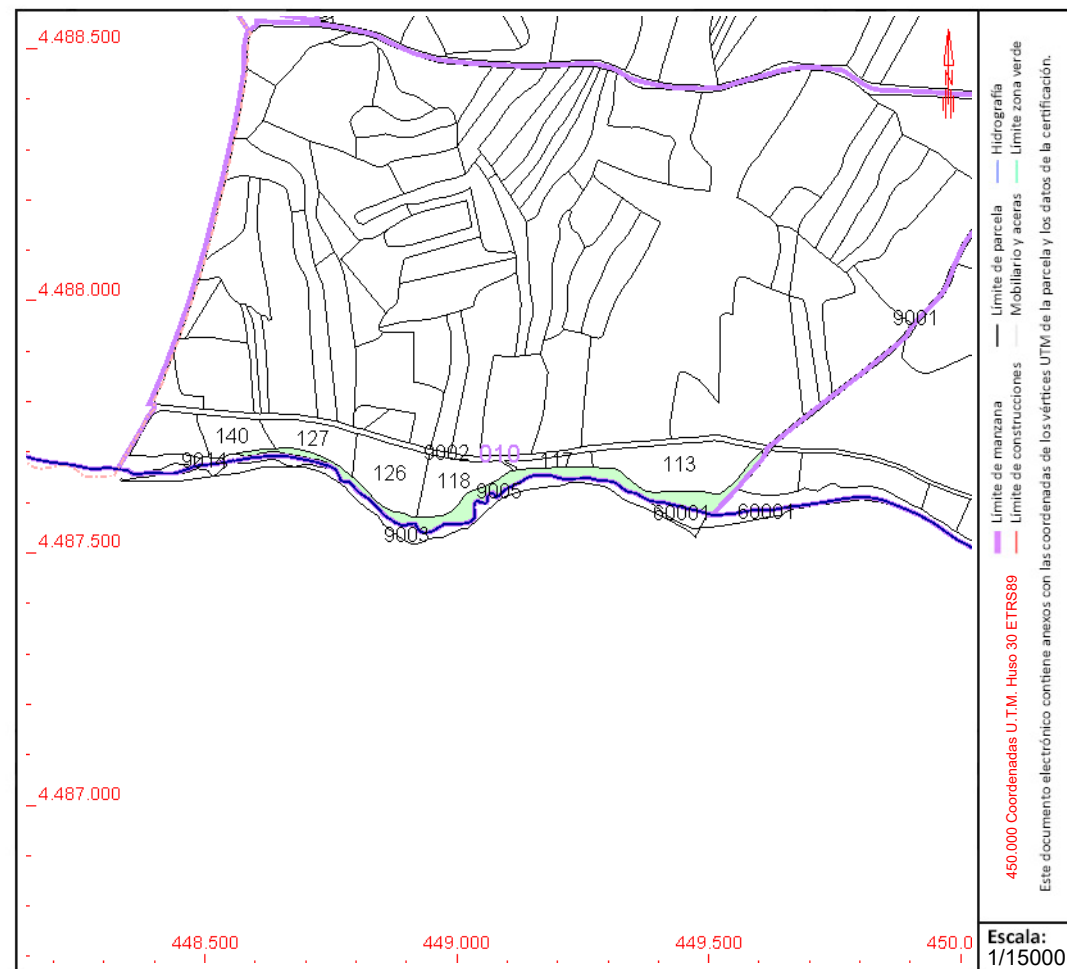 4.488.500
4.488.000
9001
140
127
9014
9002
010
126
118
117
113
9005
9003
60001
60001
4.487.500
4.487.000
448.500
449.000
449.500
450.0
N
Límite de manzana
Límite de parcela
Hidrografía
Límite de construcciones
Mobiliario y aceras
Límite zona verde
450.000 Coordenadas U.T.M. Huso 30 ETRS89
Este documento electrónico contiene anexos con las coordenadas de los vértices UTM de la parcela y los datos de la certificación.
Escala:
1/15000